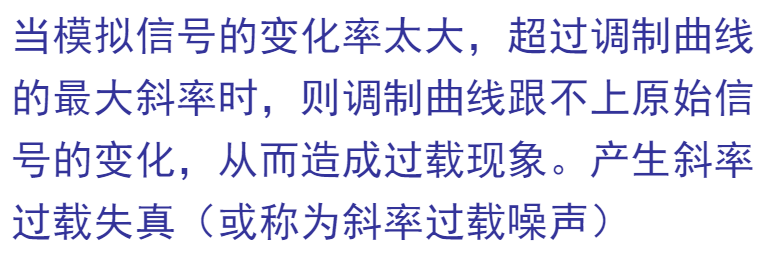 当模拟信号的变化率太大，超过调制曲线
的最大斜率时，则调制曲线跟不上原始信
号的变化，从而造成过载现象。产生斜率
过载失真（或称为斜率过载噪声）